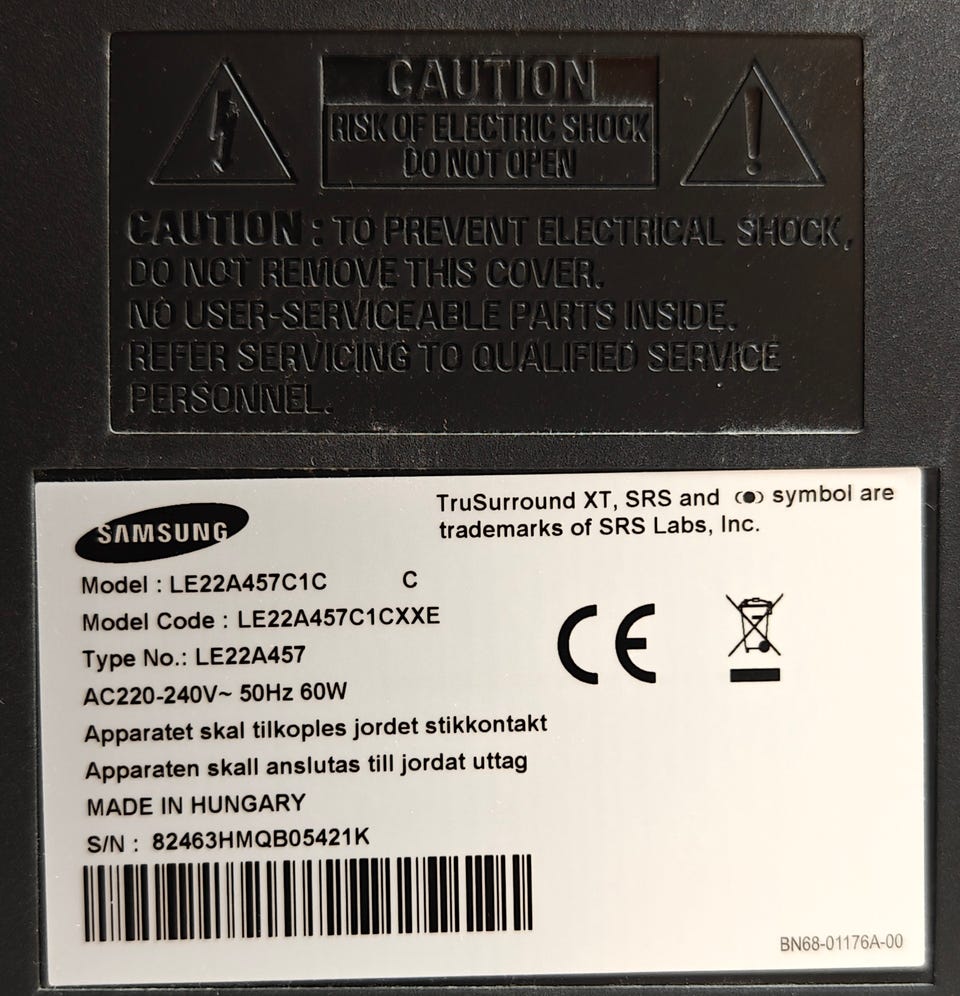 CAUTION
RISK OF ELECTRIC SHOCK
DO NOT OPEN
CAUTION : TO PREVENT ELECTRICAL SHOCK,
DO NOT REMOVE THIS COVER.
NO USER-SERVICEABLE PARTS INSIDE.
REFER SERVICING TO QUALIFIED SERVICE
PERSONNEL.
SAMSUNG
TruSurround XT, SRS and (●) symbol are
trademarks of SRS Labs, Inc.
Model : LE22A457C1C C
Model Code : LE22A457C1CXXE
Type No.: LE22A457
AC220-240V~ 50Hz 60W
Apparatet skal tilkoples jordet stikkontakt
Apparaten skall anslutas till jordat uttag
MADE IN HUNGARY
S/N : 82463HMQB05421K
CE
BN68-01176A-00